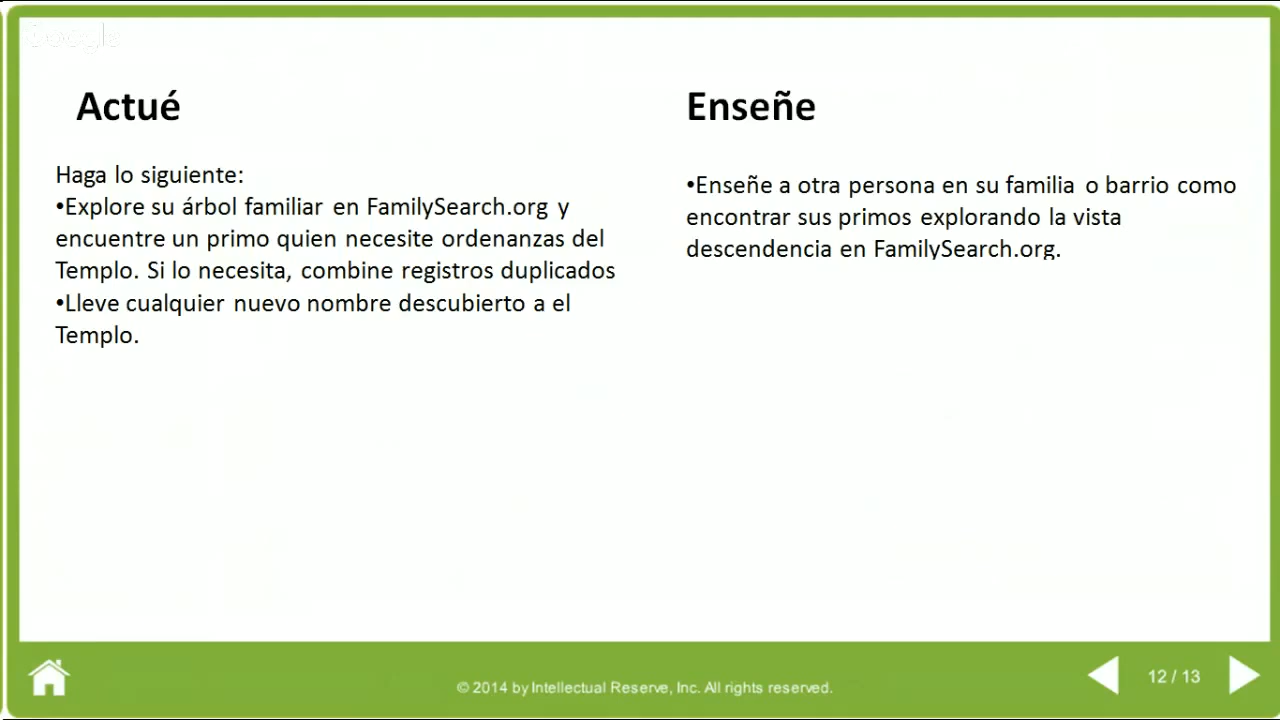 Google
Actué
Haga lo siguiente:
•Explore su árbol familiar en FamilySearch.org y
encuentre un primo quien necesite ordenanzas del
Templo. Si lo necesita, combine registros duplicados
•Lleve cualquier nuevo nombre descubierto a el
Templo.
Enseñe
•Enseñe a otra persona en su familia o barrio como
encontrar sus primos explorando la vista
descendencia en FamilySearch.org.
© 2014 by Intellectual Reserve, Inc. All rights reserved.
12 / 13